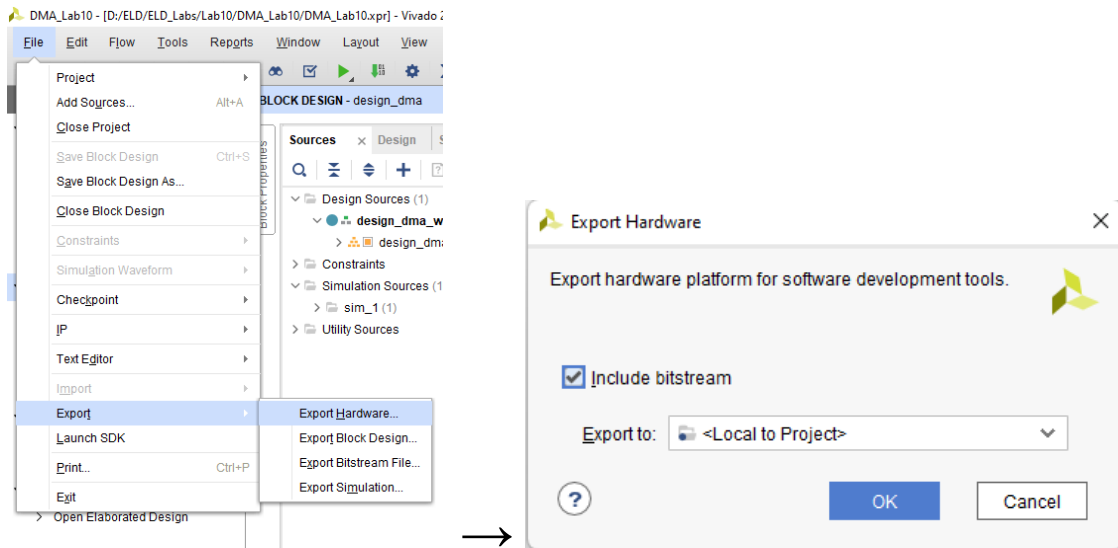 DMA_Lab10 - [D:/ELD/ELD_Labs/Lab10/DMA_Lab10/DMA_Lab10.xpr] - Vivado 2
File Edit Flow Tools Reports Window Layout View
Project
Add Sources... Alt+A
Close Project
Save Block Design Ctrl+S
Save Block Design As...
Close Block Design
Constraints
Simulation Waveform
Checkpoint
IP
Text Editor
Import
Export
Launch SDK
Print... Ctrl+P
Exit
Open Elaborated Design
Export Hardware...
Export Block Design...
Export Bitstream File...
Export Simulation...
BLOCK DESIGN - design_dma
Block Properties
Sources Design S
Design Sources (1)
design_dma_w
design_dma
Constraints
Simulation Sources (1
sim_1 (1)
Utility Sources
→
Export Hardware
Export hardware platform for software development tools.
Include bitstream
Export to: <Local to Project>
? OK Cancel